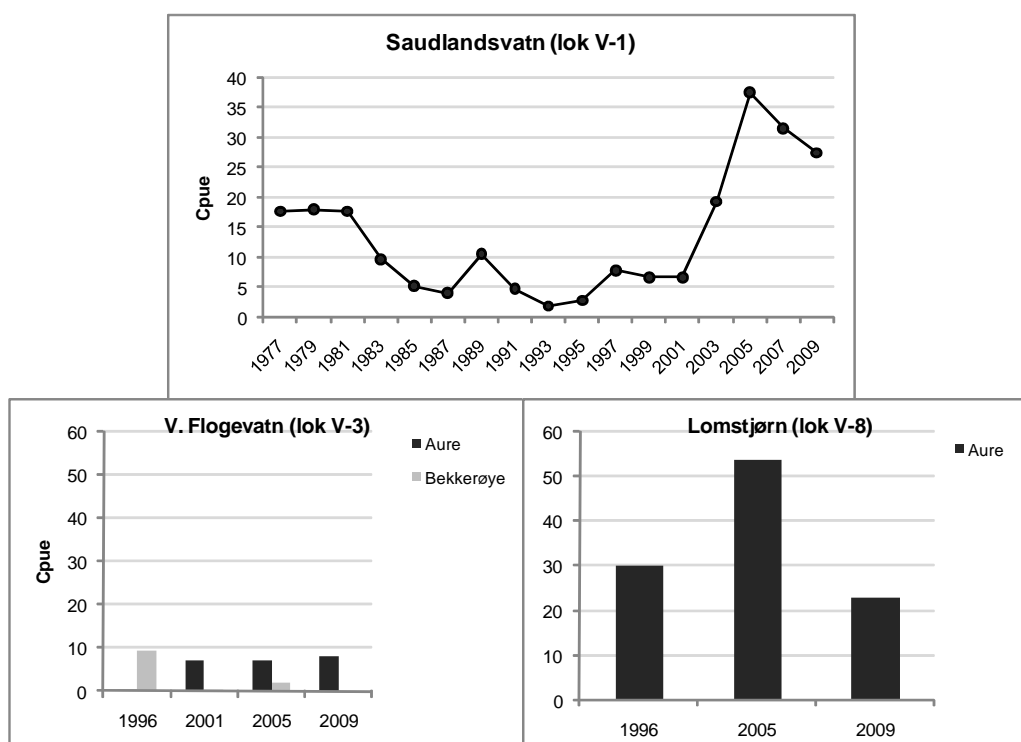 Saudlandsvatn (lok V-1)
Cpue
40
35
30
25
20
15
10
5
0
1977 1979 1981 1983 1985 1987 1989 1991 1993 1995 1997 1999 2001 2003 2005 2007 2009
V. Flogevatn (lok V-3)
Aure
Bekkerøye
Cpue
60
50
40
30
20
10
0
1996 2001 2005 2009
Lomstjørn (lok V-8)
Aure
60
50
40
30
20
10
0
1996 2005 2009